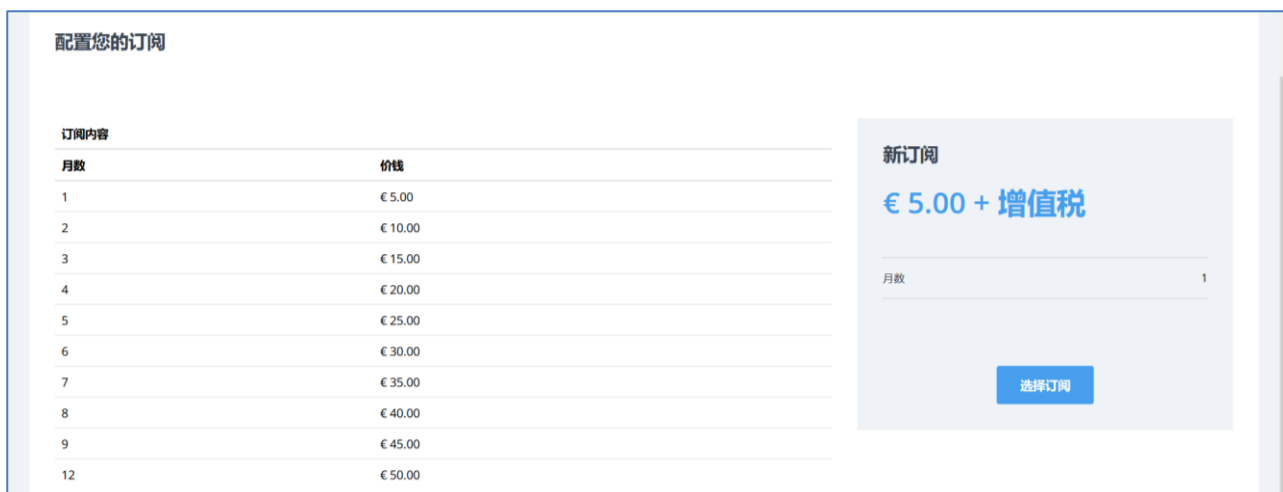 配置您的订阅
订阅内容
月数 价钱
1 € 5.00
2 € 10.00
3 € 15.00
4 € 20.00
5 € 25.00
6 € 30.00
7 € 35.00
8 € 40.00
9 € 45.00
12 € 50.00
新订阅
€ 5.00 + 增值税
月数 1
选择订阅